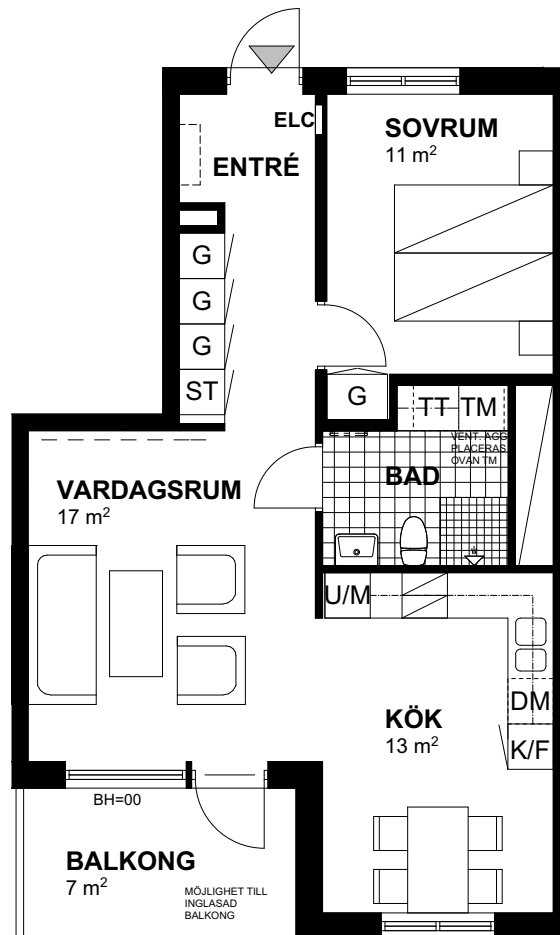 ELC
SOVRUM
11 m²
ENTRÉ
G
G
G
ST
G
TT TM
VENT. AGG
PLACERAS
OVAN TM
BAD
VARDAGSRUM
17 m²
U/M
DM
K/F
KÖK
13 m²
BH=00
BALKONG
7 m²
MÖJLIGHET TILL
INGLASAD
BALKONG